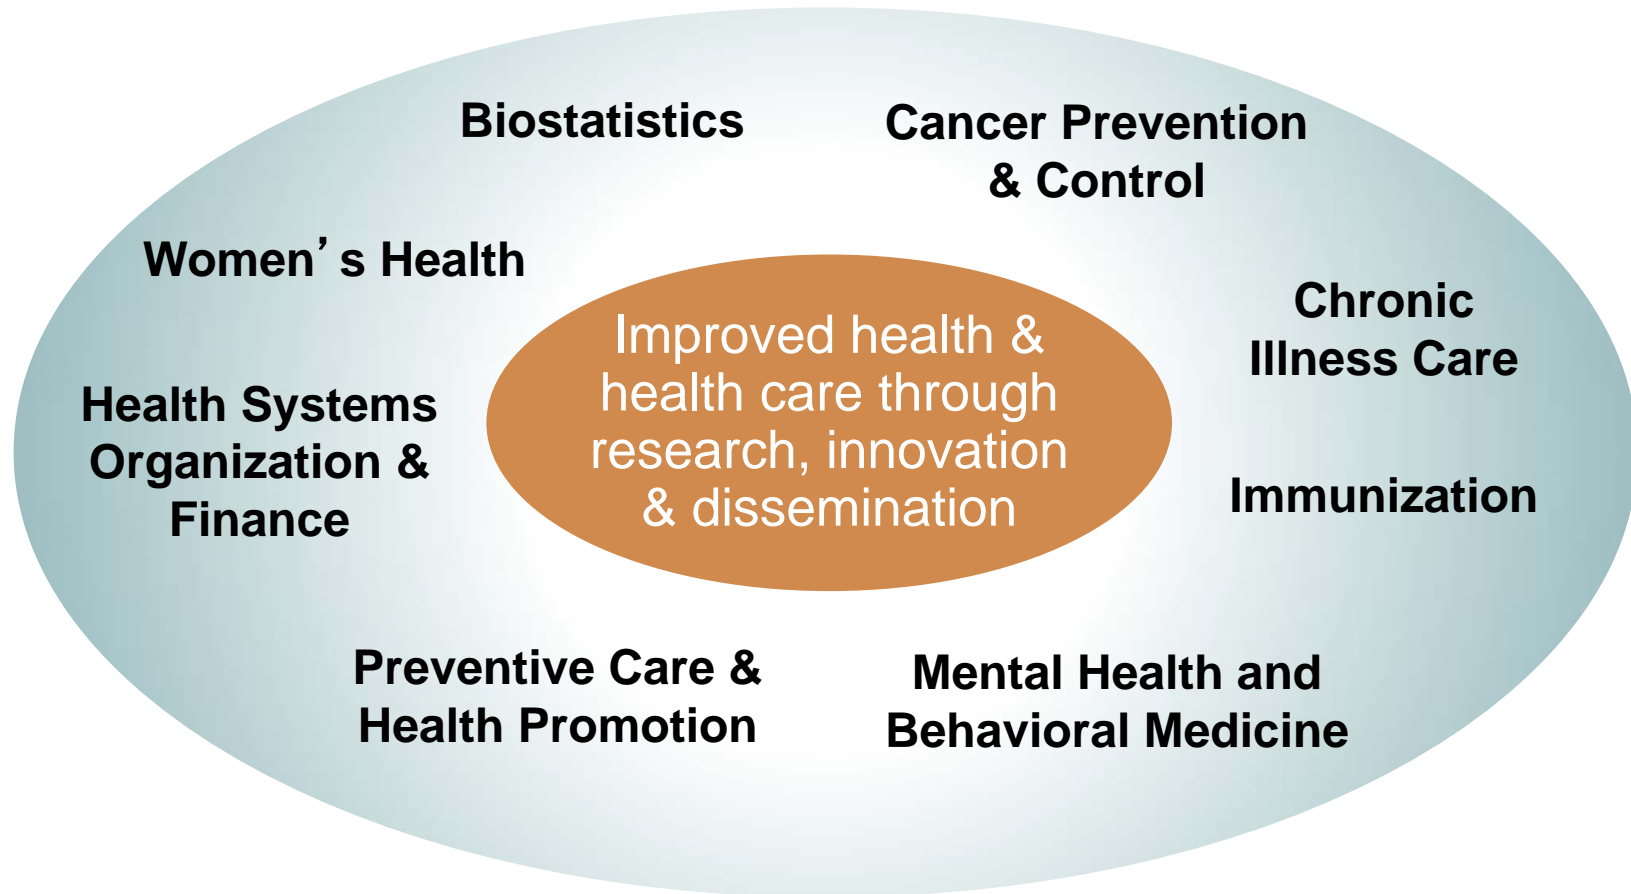 Biostatistics
Cancer Prevention
& Control
Women’s Health
Chronic
Illness Care
Improved health &
health care through
research, innovation
& dissemination
Health Systems
Organization &
Finance
Immunization
Preventive Care &
Health Promotion
Mental Health and
Behavioral Medicine